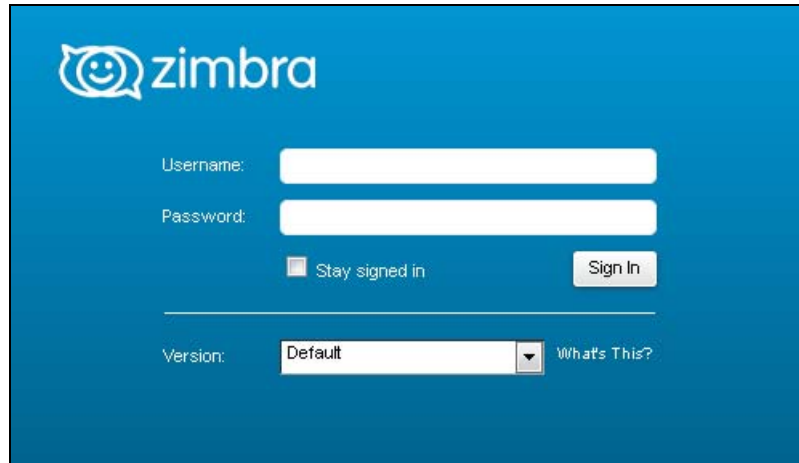 zimbra
Username:
Password:
Stay signed in
Sign In
Version:
Default
What's This?